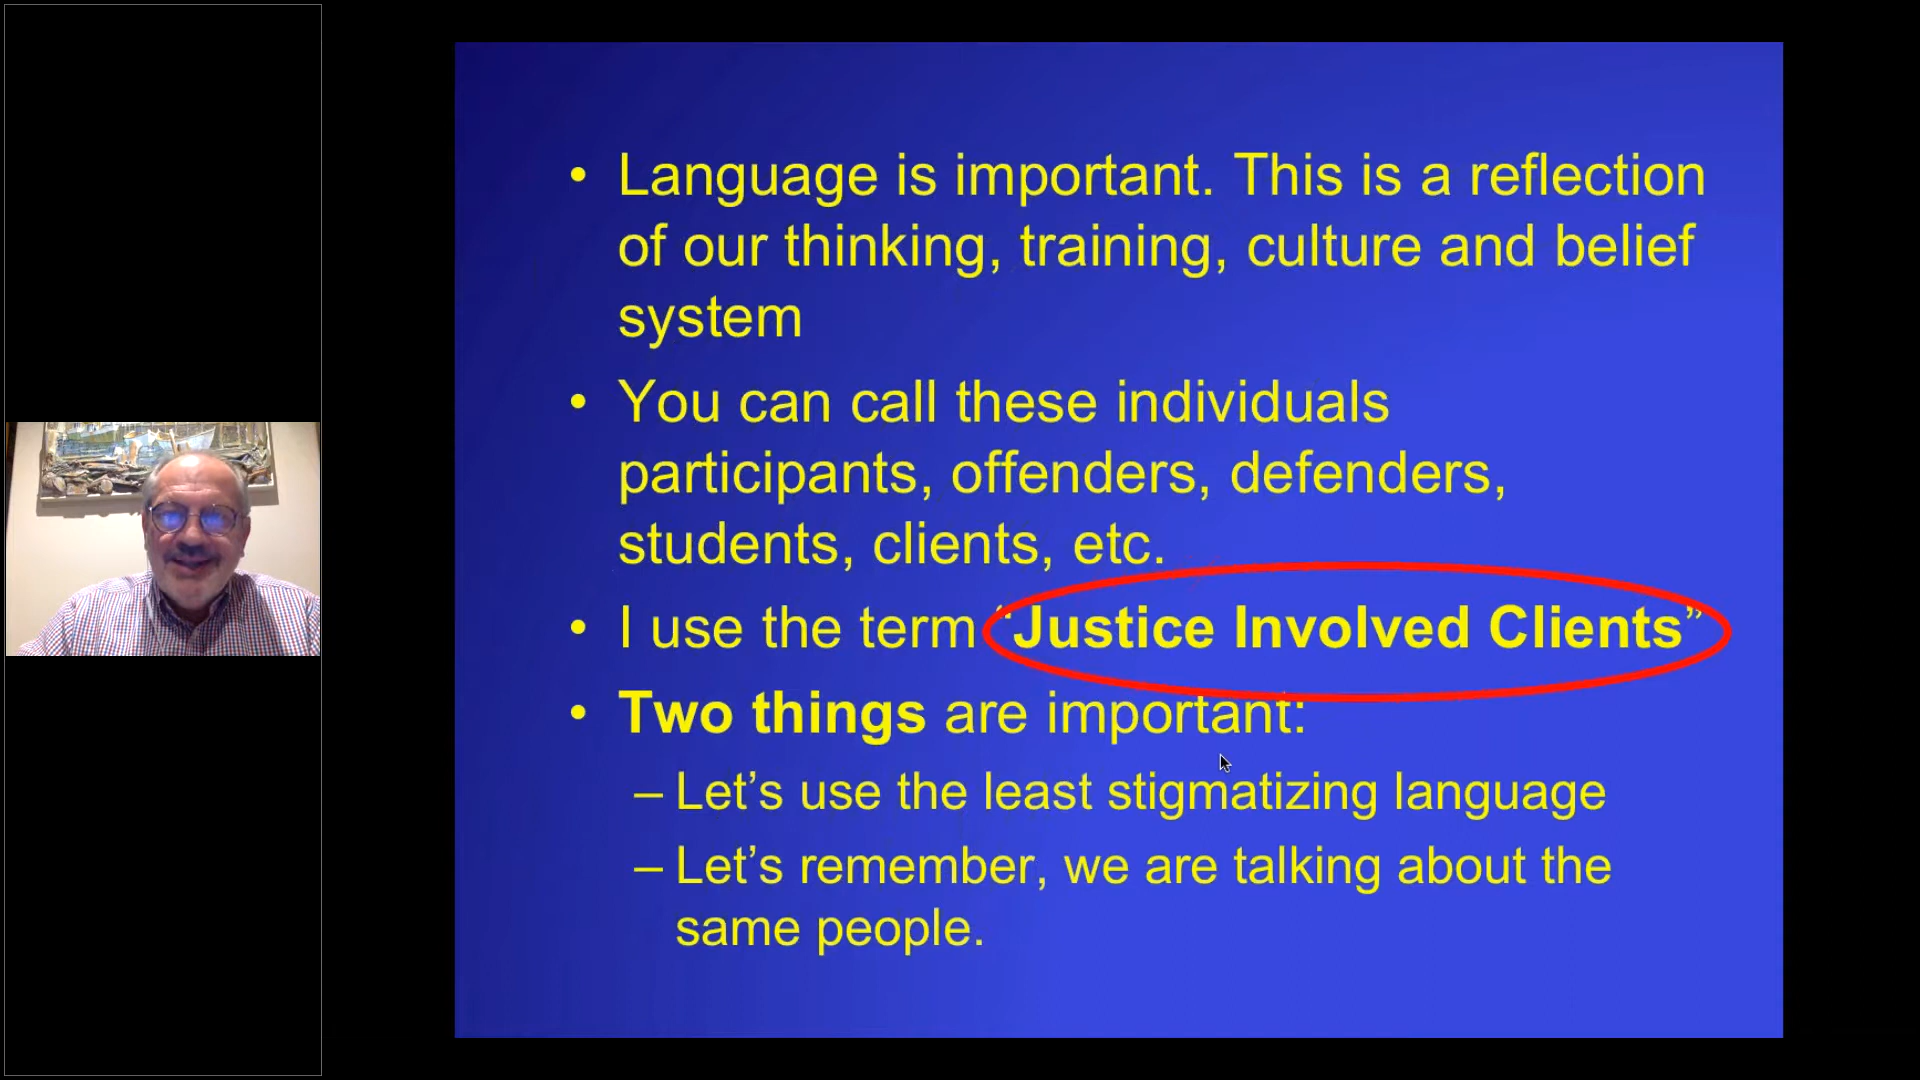 • Language is important. This is a reflection
of our thinking, training, culture and belief
system
• You can call these individuals
participants, offenders, defenders,
students, clients, etc.
• I use the term “Justice Involved Clients”
• Two things are important:
– Let’s use the least stigmatizing language
– Let’s remember, we are talking about the
same people.